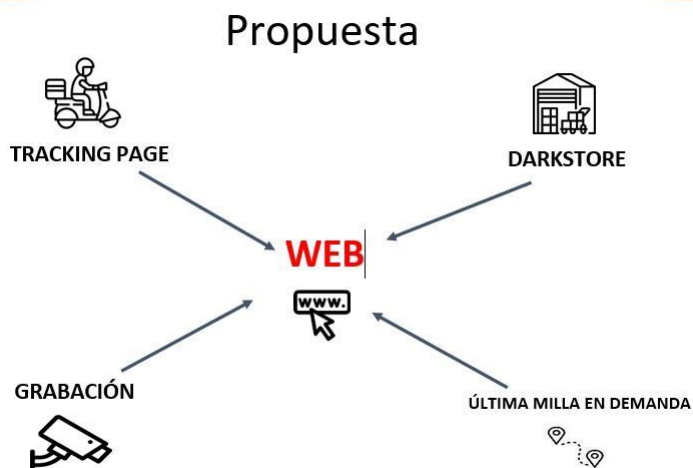 Propuesta
TRACKING PAGE
DARKSTORE
WEB
www.
GRABACIÓN
ÚLTIMA MILLA EN DEMANDA